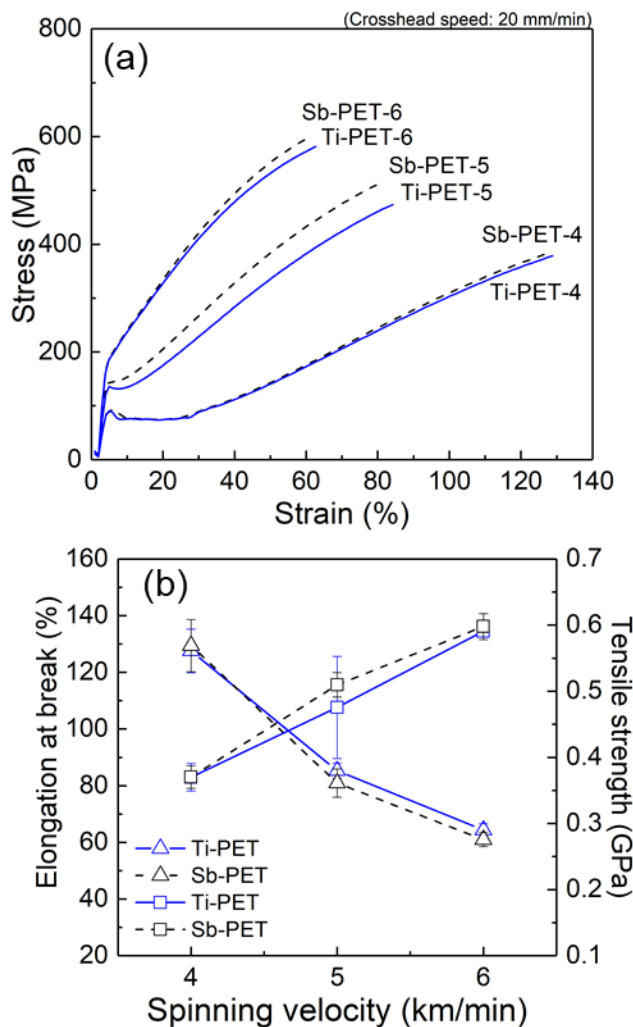 (Crosshead speed: 20 mm/min)
800
(a)
Sb-PET-6
600
Ti-PET-6
Sb-PET-5
Ti-PET-5
Stress (MPa)
400
Sb-PET-4
Ti-PET-4
200
0
0 20 40 60 80 100 120 140
Strain (%)
160 0.7
(b)
140 0.6
120
0.5
100
Elongation at break (%)
Tensile strength (GPa)
0.4
80
0.3
60
Ti-PET
Sb-PET
40 0.2
Ti-PET
Sb-PET
20 0.1
4 5 6
Spinning velocity (km/min)